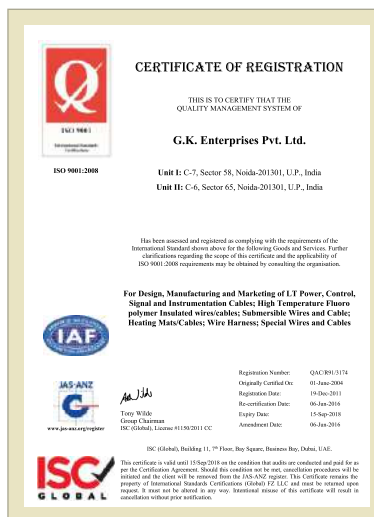 CERTIFICATE OF REGISTRATION
THIS IS TO CERTIFY THAT THE
QUALITY MANAGEMENT SYSTEM OF
Q
ISO 9001
International Standards
Certifications
ISO 9001:2008
G.K. Enterprises Pvt. Ltd.
Unit I: C-7, Sector 58, Noida-201301, U.P., India
Unit II: C-6, Sector 65, Noida-201301, U.P., India
Has been assessed and registered as complying with the requirements of the
International Standard shown above for the following Goods and Services. Further
clarifications regarding the scope of this certificate and the applicability of
ISO 9001:2008 requirements may be obtained by consulting the organisation.
For Design, Manufacturing and Marketing of LT Power, Control,
Signal and Instrumentation Cables; High Temperature Fluoro
polymer Insulated wires/cables; Submersible Wires and Cable;
Heating Mats/Cables; Wire Harness; Special Wires and Cables
IAF
JAS-ANZ
www.jas-anz.org/register
Tony Wilde
Group Chairman
ISC (Global), License #1150/2011 CC
Registration Number: QAC/R91/3174
Originally Certified On: 01-June-2004
Registration Date: 19-Dec-2011
Re-certification Date: 06-Jun-2016
Expiry Date: 15-Sep-2018
Amendment Date: 06-Jun-2016
ISC (Global), Building 11, 7th Floor, Bay Square, Business Bay, Dubai, UAE.
ISC
GLOBAL
This certificate is valid until 15/Sep/2018 on the condition that audits are conducted and paid for as
per the Certification Agreement. Should this condition not be met, cancellation procedures will be
initiated and the client will be removed from the JAS-ANZ register. This Certificate remains the
property of International Standards Certifications (Global) FZ LLC and must be returned upon
request. It must not be altered in any way. Intentional misuse of this certificate will result in
cancellation without prior notification.